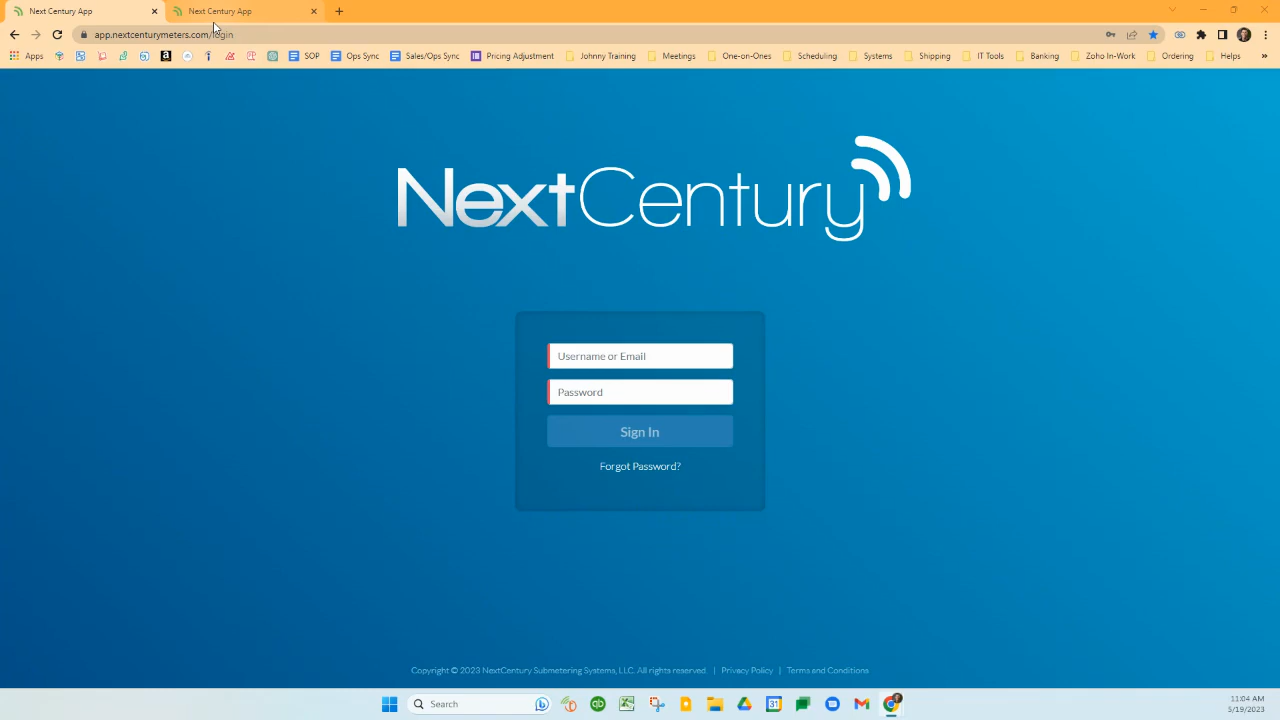 Next Century App
Next Century App
app.nextcenturymeters.com/login
Apps
SOP
Ops Sync
Sales/Ops Sync
Pricing Adjustment
Johnny Training
Meetings
One-on-Ones
Scheduling
Systems
Shipping
IT Tools
Banking
Zoho In-Work
Ordering
Helps
»
NextCentury
Username or Email
Password
Sign In
Forgot Password?
Copyright © 2023 NextCentury Submetering Systems, LLC. All rights reserved. | Privacy Policy | Terms and Conditions
Search
11:04 AM
5/19/2023